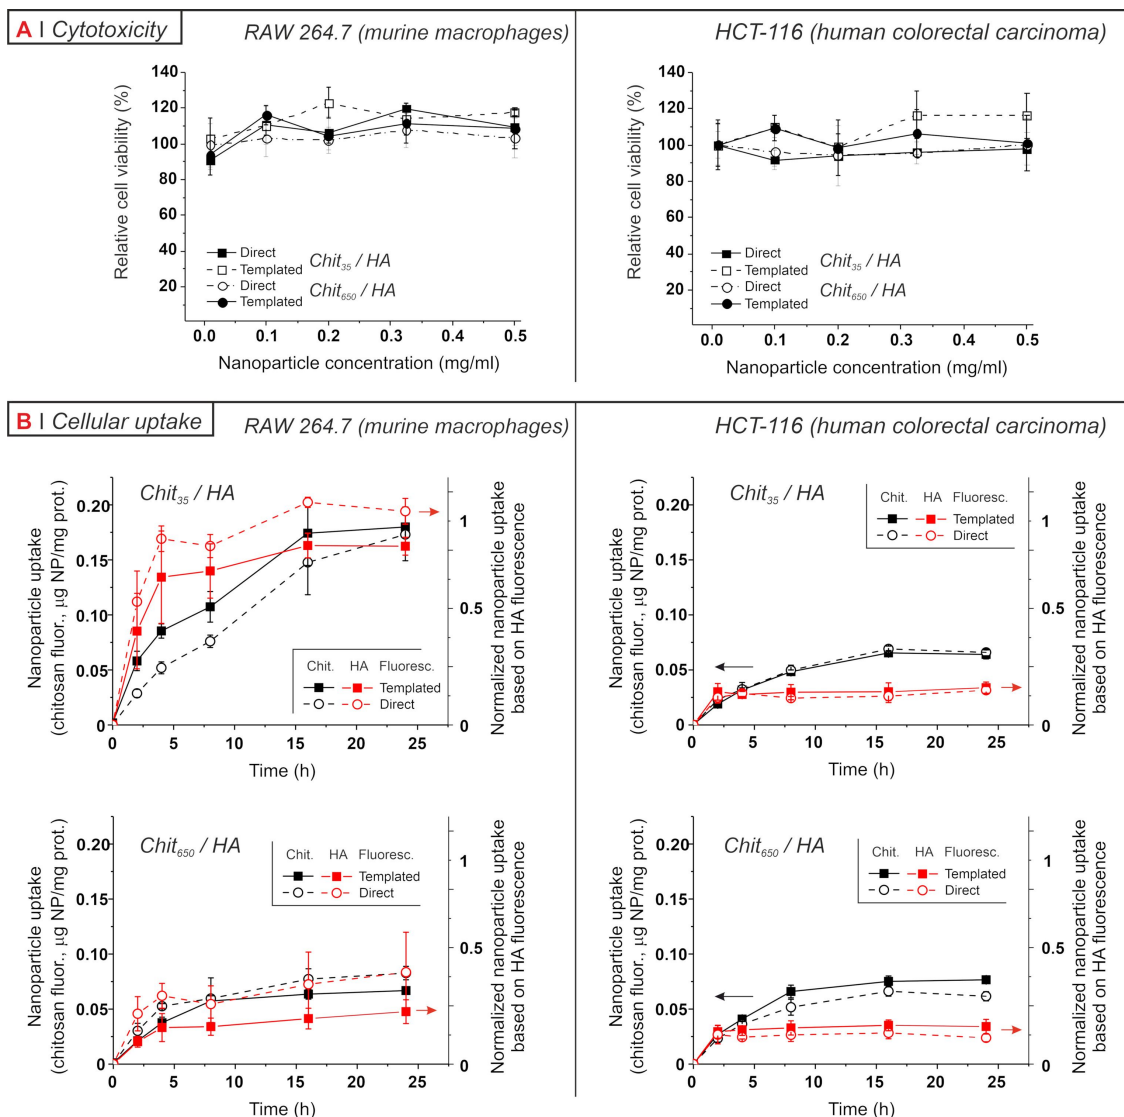 A I Cytotoxicity
RAW 264.7 (murine macrophages)
HCT-116 (human colorectal carcinoma)
Relative cell viability (%)
140
120
100
80
60
40
20
Direct
Templated
Chit35 / HA
Direct
Templated
Chit650 / HA
0.0 0.1 0.2 0.3 0.4 0.5
Nanoparticle concentration (mg/ml)
Relative cell viability (%)
140
120
100
80
60
40
20
Direct
Templated
Chit35 / HA
Direct
Templated
Chit650 / HA
0.0 0.1 0.2 0.3 0.4 0.5
Nanoparticle concentration (mg/ml)
B I Cellular uptake
RAW 264.7 (murine macrophages)
HCT-116 (human colorectal carcinoma)
Nanoparticle uptake
(chitosan fluor., μg NP/mg prot.)
0.20
0.15
0.10
0.05
0
Chit35 / HA
Chit. HA Fluoresc.
Templated
Direct
0 5 10 15 20 25
Time (h)
1
0.5
0
Normalized nanoparticle uptake
based on HA fluorescence
Nanoparticle uptake
(chitosan fluor., μg NP/mg prot.)
0.20
0.15
0.10
0.05
0
Chit35 / HA
Chit. HA Fluoresc.
Templated
Direct
0 5 10 15 20 25
Time (h)
1
0.5
0
Normalized nanoparticle uptake
based on HA fluorescence
Nanoparticle uptake
(chitosan fluor., μg NP/mg prot.)
0.20
0.15
0.10
0.05
0
Chit650 / HA
Chit. HA Fluoresc.
Templated
Direct
0 5 10 15 20 25
Time (h)
1
0.5
0
Normalized nanoparticle uptake
based on HA fluorescence
Nanoparticle uptake
(chitosan fluor., μg NP/mg prot.)
0.20
0.15
0.10
0.05
0
Chit650 / HA
Chit. HA Fluoresc.
Templated
Direct
0 5 10 15 20 25
Time (h)
1
0.5
0
Normalized nanoparticle uptake
based on HA fluorescence